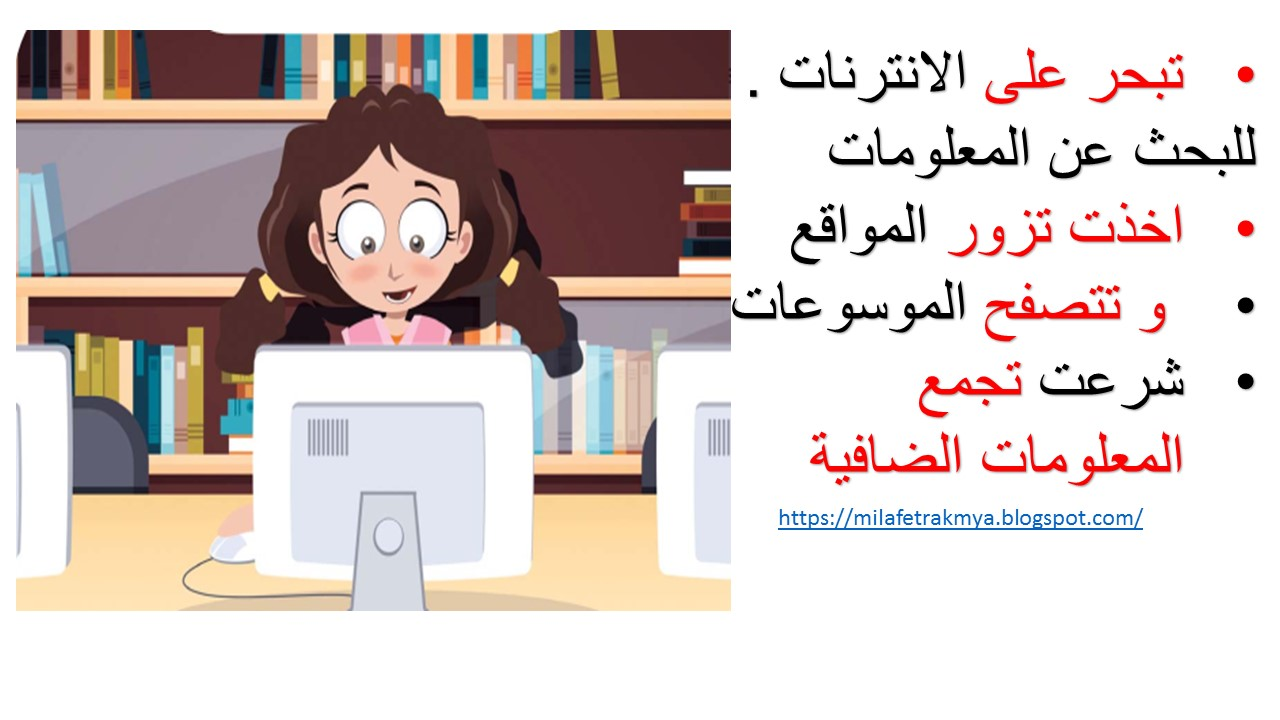 • تبحر على الانترنات .
للبحث عن المعلومات
• اخذت تزور المواقع
• و تتصفح الموسوعات
• شرعت تجمع
المعلومات الضافية
https://milafetrakmya.blogspot.com/